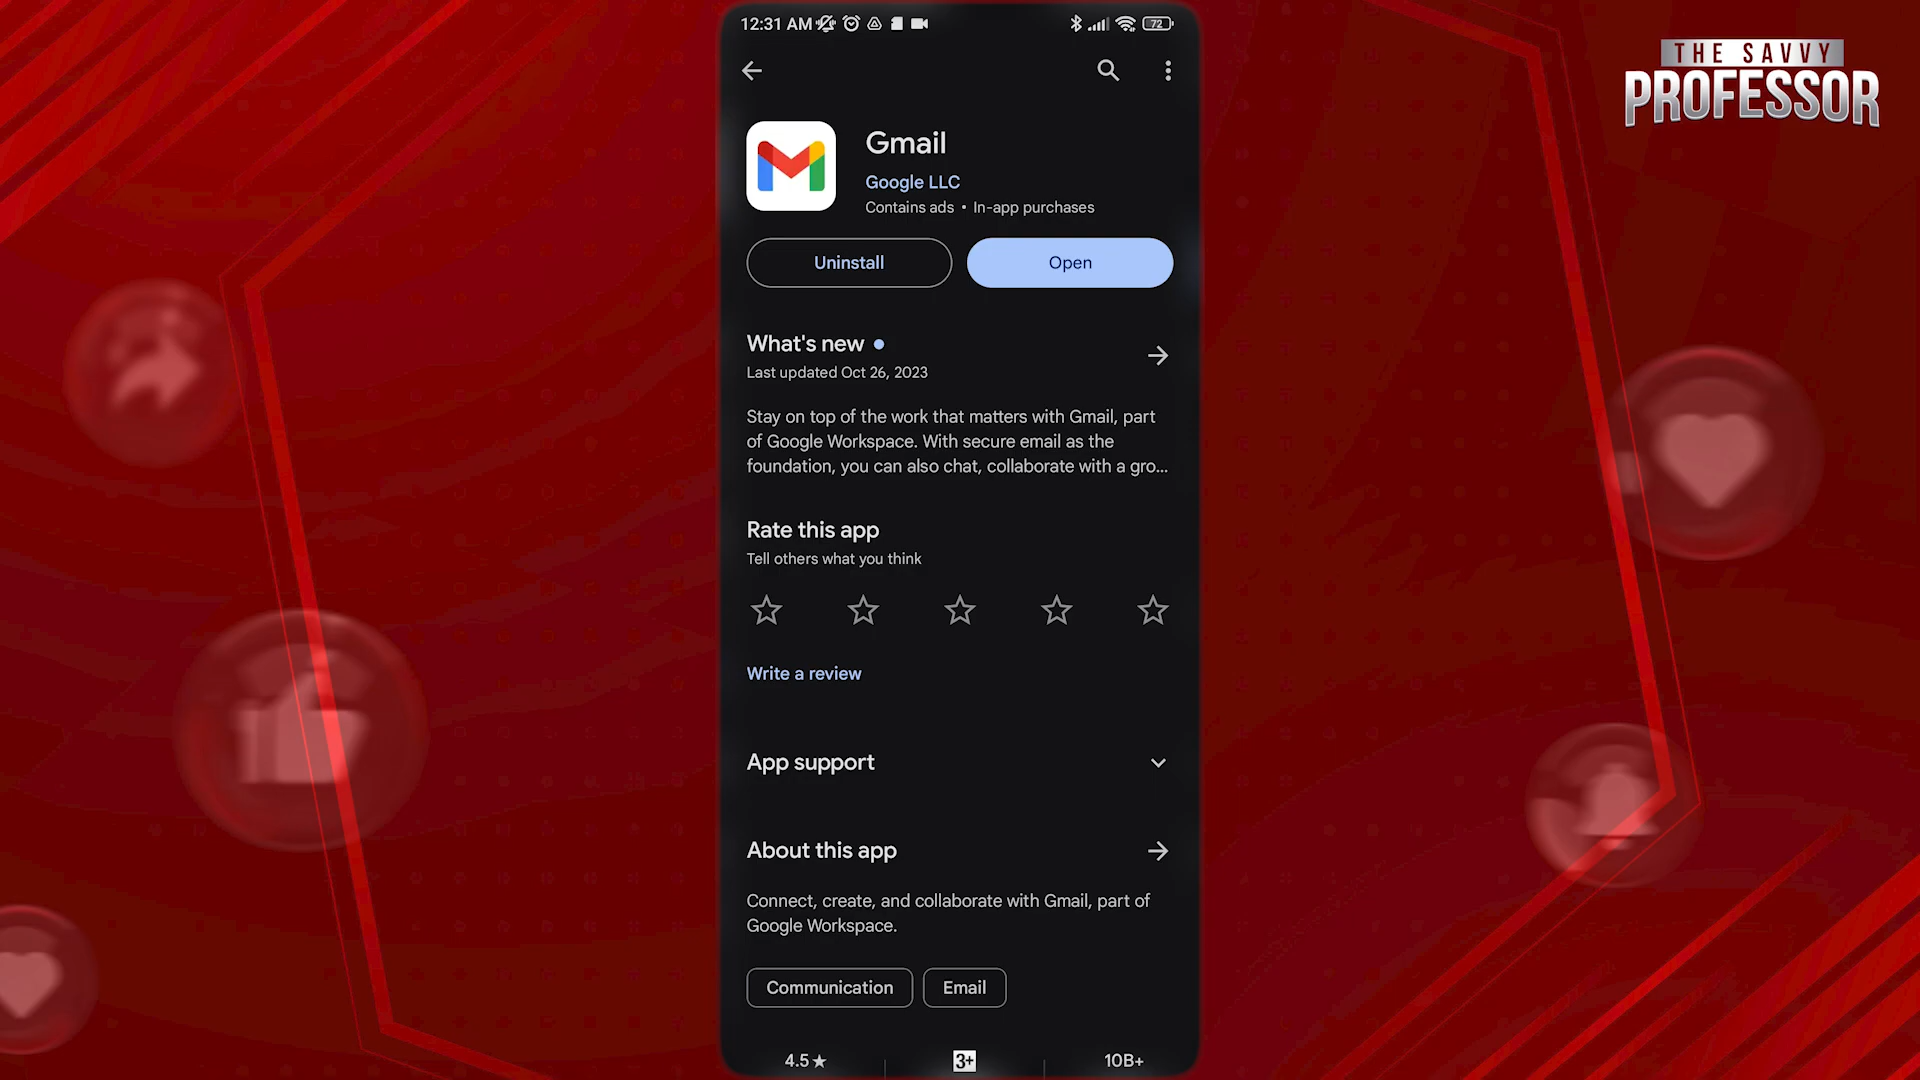 12:31 AM
72
THE SAVVY
PROFESSOR
Gmail
Google LLC
Contains ads • In-app purchases
Uninstall
Open
What's new
Last updated Oct 26, 2023
Stay on top of the work that matters with Gmail, part
of Google Workspace. With secure email as the
foundation, you can also chat, collaborate with a gro...
Rate this app
Tell others what you think
Write a review
App support
About this app
Connect, create, and collaborate with Gmail, part of
Google Workspace.
Communication
Email
4.5★
3+
10B+